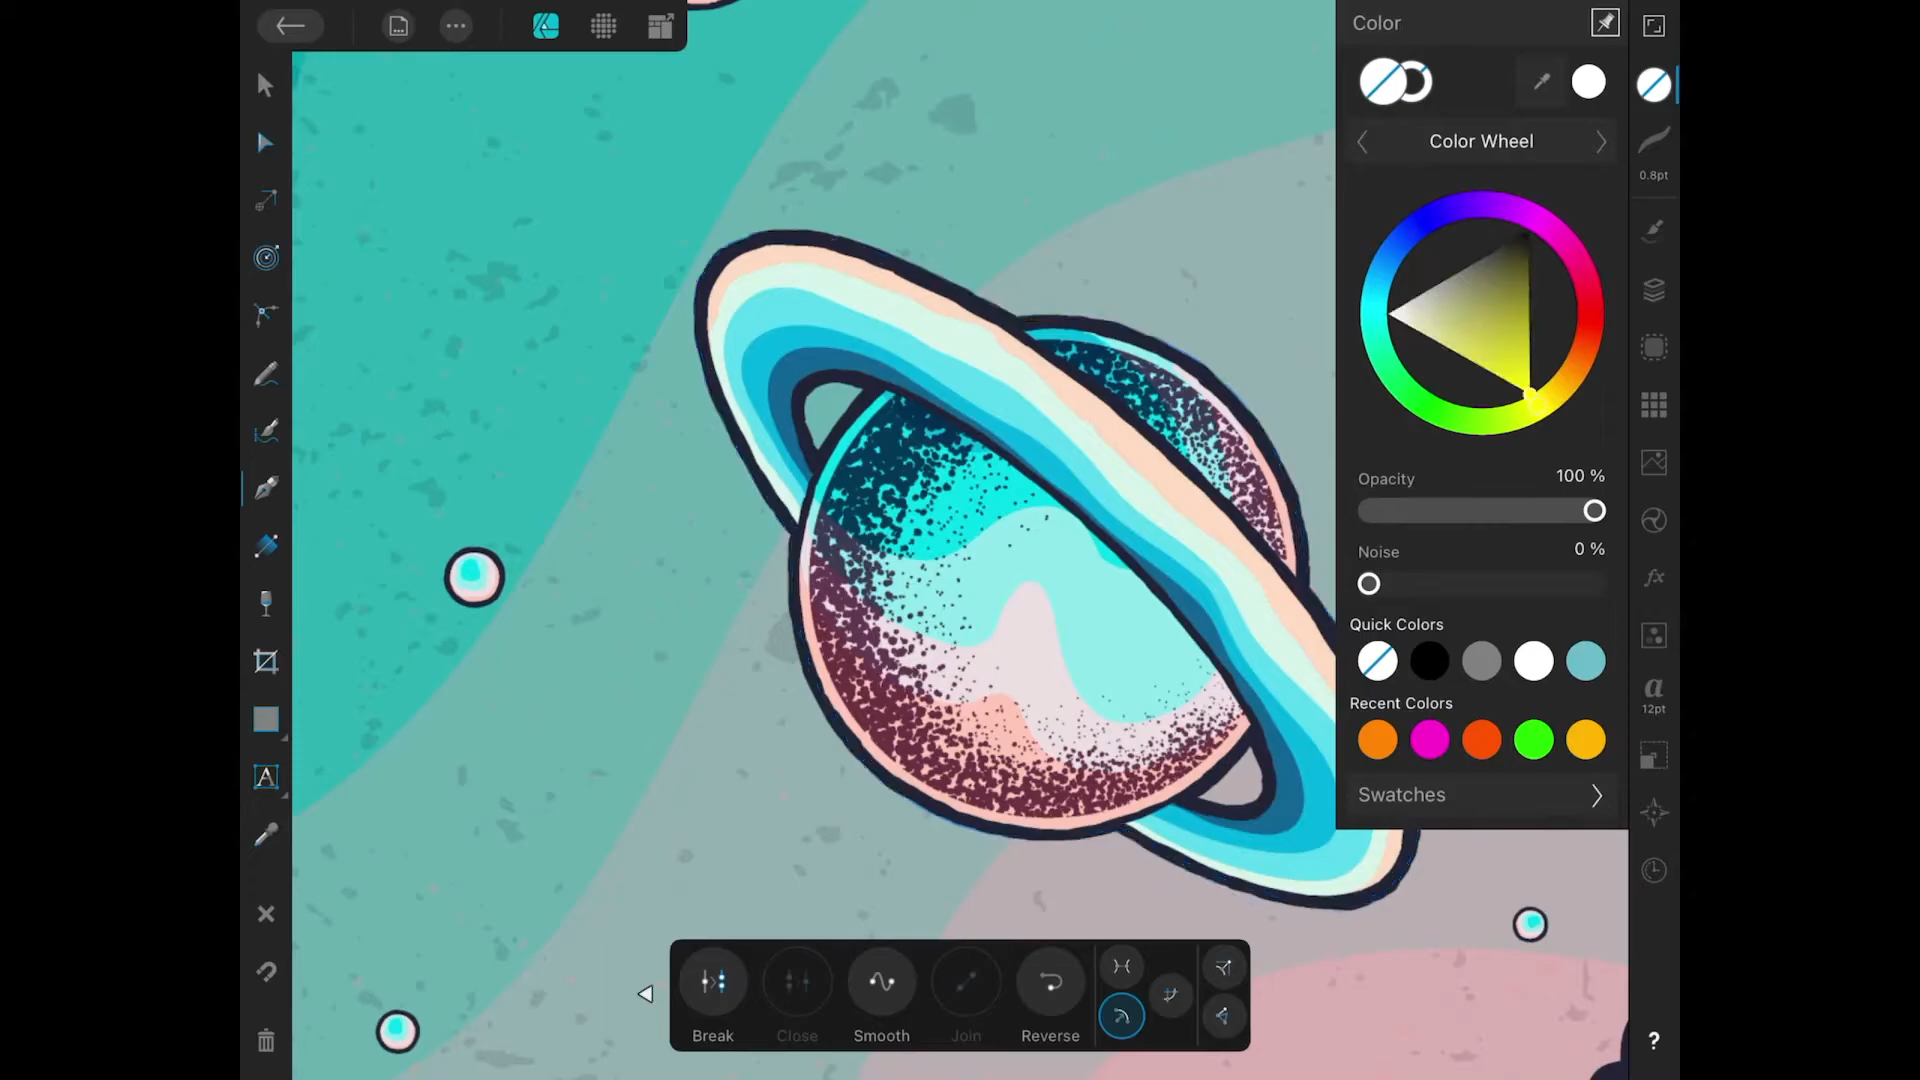 Color
Color Wheel
0.8pt
Opacity
100 %
Noise
0 %
Quick Colors
Recent Colors
12pt
Swatches
Break
Close
Smooth
Join
Reverse